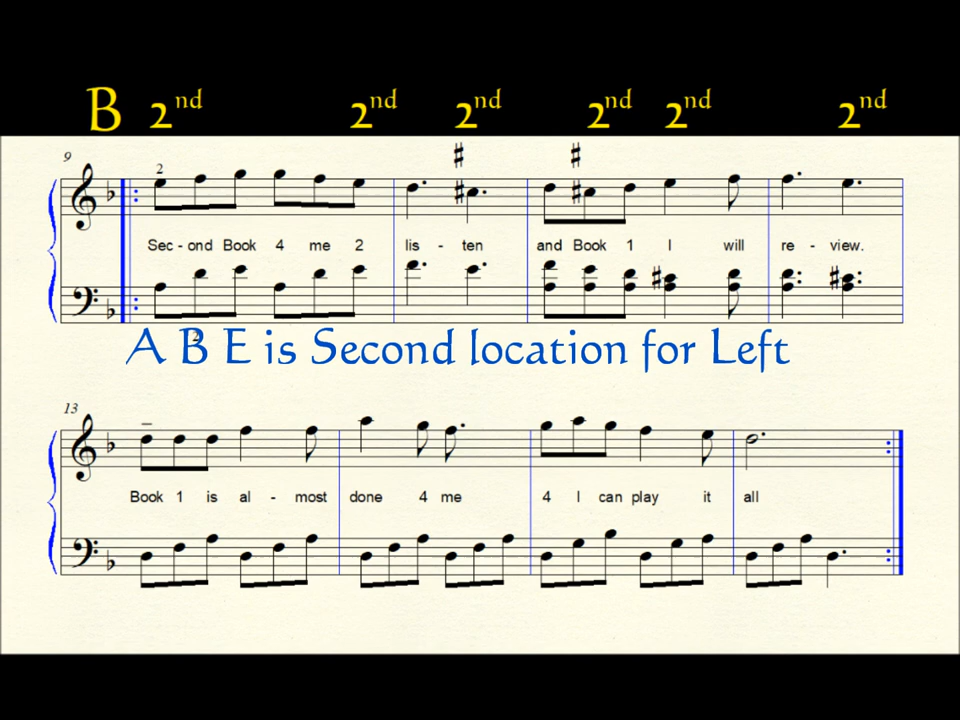 B 2nd 2nd 2nd 2nd 2nd 2nd
9
2
Sec - ond Book 4 me 2 lis - ten and Book 1 I will re - view.
2
A B E is Second location for Left
13
Book 1 is al - most done 4 me 4 I can play it all